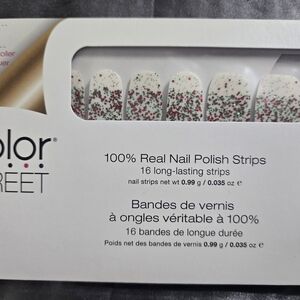 olor
REET
100% Real Nail Polish Strips
16 long-lasting strips
nail strips net wt 0.99 g / 0.035 oz e
Bandes de vernis
à ongles véritable à 100%
16 bandes de longue durée
Poids net des bandes de vernis 0.99 g / 0.035 oz e